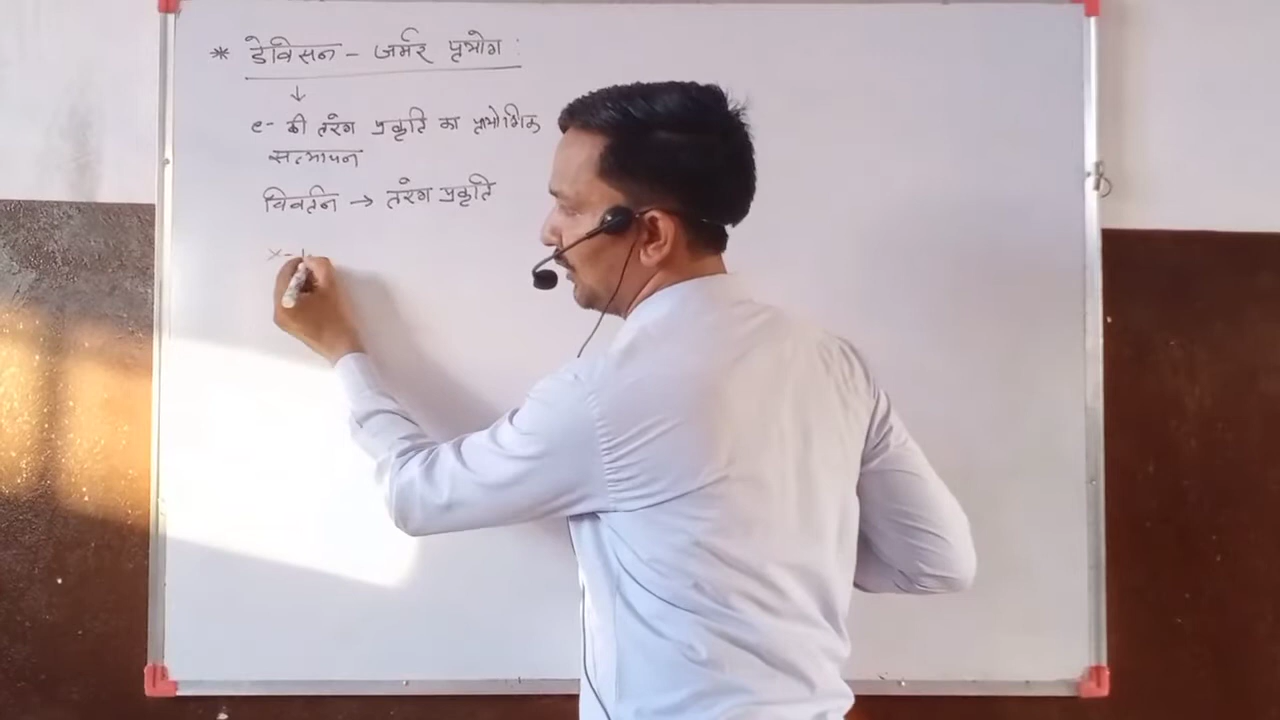 * डेविसन - जर्मर प्रयोग :
↓
e- की तरंग प्रकृति का प्रायोगिक
सत्यापन
विवर्तन → तरंग प्रकृति
x-